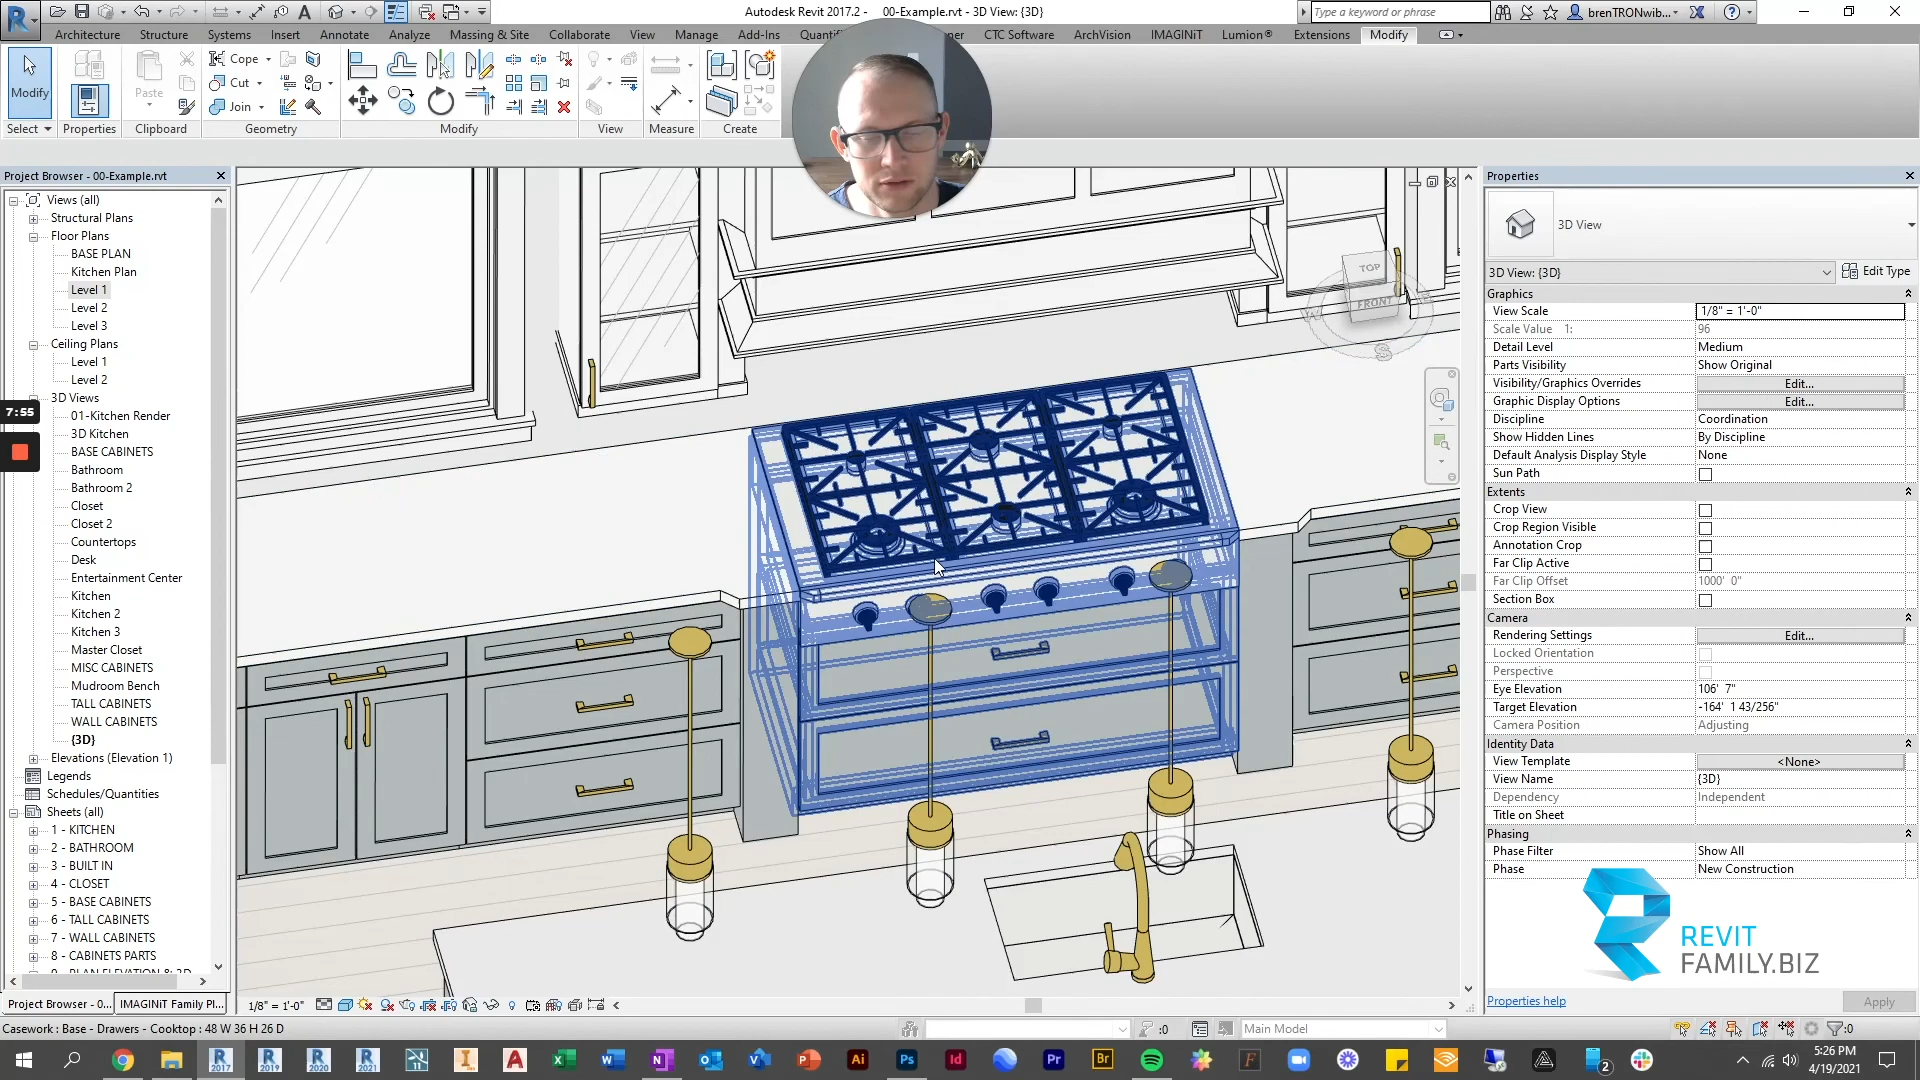 Autodesk Revit 2017.2 - 00-Example.rvt - 3D View: {3D}
Type a keyword or phrase
brenTRONwib...
Architecture Structure Systems Insert Annotate Analyze Massing & Site Collaborate View Manage Add-Ins CTC Software ArchVision IMAGINiT Lumion® Extensions Modify
Modify
Paste
Cope
Cut
Join
Select Properties Clipboard Geometry Modify View Measure Create
Project Browser - 00-Example.rvt
Views (all)
Structural Plans
Floor Plans
BASE PLAN
Kitchen Plan
Level 1
Level 2
Level 3
Ceiling Plans
Level 1
Level 2
3D Views
01-Kitchen Render
3D Kitchen
BASE CABINETS
Bathroom
Bathroom 2
Closet
Closet 2
Countertops
Desk
Entertainment Center
Kitchen
Kitchen 2
Kitchen 3
Master Closet
MISC CABINETS
Mudroom Bench
TALL CABINETS
WALL CABINETS
{3D}
Elevations (Elevation 1)
Legends
Schedules/Quantities
Sheets (all)
1 - KITCHEN
2 - BATHROOM
3 - BUILT IN
4 - CLOSET
5 - BASE CABINETS
6 - TALL CABINETS
7 - WALL CABINETS
8 - CABINETS PARTS
Project Browser - 0...
IMAGINiT Family Pl...
7:55
TOP
FRONT
W
S
Properties
3D View
3D View: {3D}
Edit Type
Graphics
View Scale 1/8" = 1'-0"
Scale Value 1: 96
Detail Level Medium
Parts Visibility Show Original
Visibility/Graphics Overrides Edit...
Graphic Display Options Edit...
Discipline Coordination
Show Hidden Lines By Discipline
Default Analysis Display Style None
Sun Path
Extents
Crop View
Crop Region Visible
Annotation Crop
Far Clip Active
Far Clip Offset 1000' 0"
Section Box
Camera
Rendering Settings Edit...
Locked Orientation
Perspective
Eye Elevation 106' 7"
Target Elevation -164' 1 43/256"
Camera Position Adjusting
Identity Data
View Template <None>
View Name {3D}
Dependency Independent
Title on Sheet
Phasing
Phase Filter Show All
Phase New Construction
REVIT
FAMILY.BIZ
Properties help
Apply
1/8" = 1'-0"
Casework : Base - Drawers - Cooktop : 48 W 36 H 26 D
:0
Main Model
:0
R 2017
R 2019
R 2020
R 2021
Ai
Ps
Id
Pr
Br
2
5:26 PM
4/19/2021